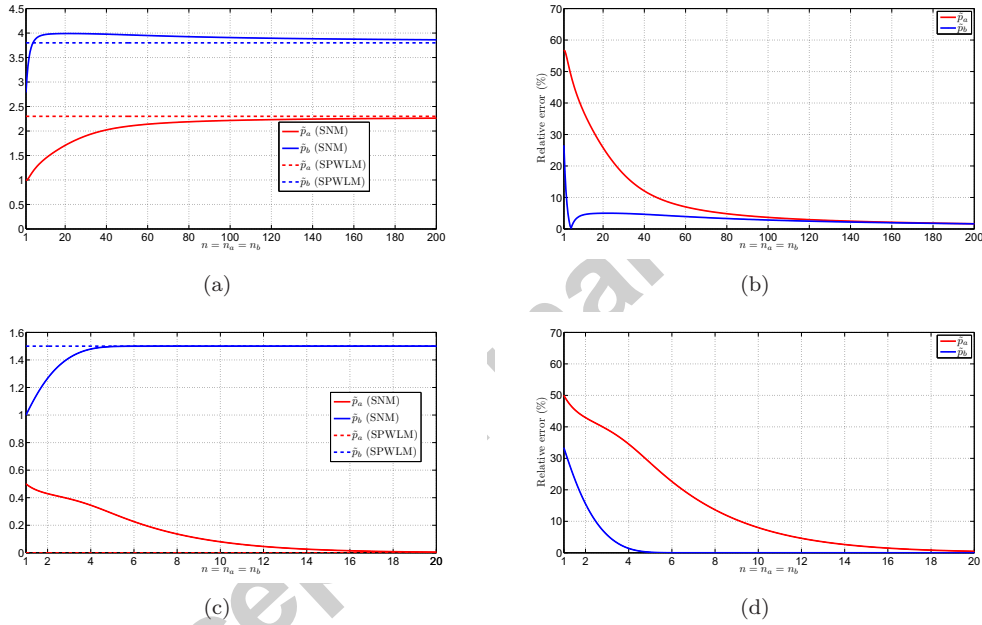 4.5
4
3.5
3
2.5
2
1.5
1
0.5
0
1 20 40 60 80 100 120 140 160 180 200
n = n_a = n_b
p̃_a (SNM)
p̃_b (SNM)
p̃_a (SPWLM)
p̃_b (SPWLM)
(a)
70
60
50
40
30
20
10
0
Relative error (%)
1 20 40 60 80 100 120 140 160 180 200
n = n_a = n_b
p̃_a
p̃_b
(b)
1.6
1.4
1.2
1
0.8
0.6
0.4
0.2
0
1 2 4 6 8 10 12 14 16 18 20
n = n_a = n_b
p̃_a (SNM)
p̃_b (SNM)
p̃_a (SPWLM)
p̃_b (SPWLM)
(c)
70
60
50
40
30
20
10
0
Relative error (%)
1 2 4 6 8 10 12 14 16 18 20
n = n_a = n_b
p̃_a
p̃_b
(d)